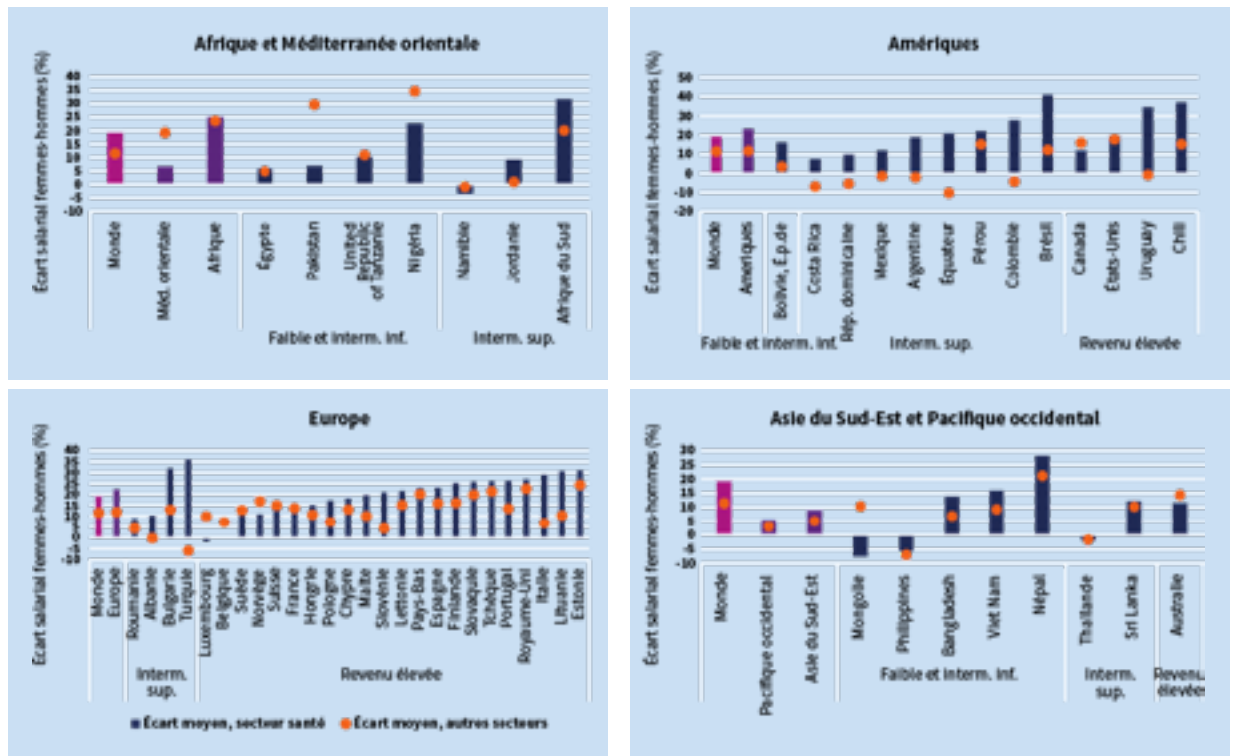 Afrique et Méditerranée orientale
Écart salarial femmes-hommes (%)
40
35
30
25
20
15
10
5
0
-5
-10
Monde
Méd. orientale
Afrique
Égypte
Pakistan
United Republic of Tanzanie
Nigéria
Namibie
Jordanie
Afrique du Sud
Faible et interm. inf.
Interm. sup.
Amériques
Écart salarial femmes-hommes (%)
50
40
30
20
10
0
-10
-20
Monde
Amériques
Bolivie, É.p.de
Costa Rica
Rép. dominicaine
Mexique
Argentine
Équateur
Pérou
Colombie
Brésil
Canada
États-Unis
Uruguay
Chili
Faible et interm. inf.
Interm. sup.
Revenu élevée
Europe
Écart salarial femmes-hommes (%)
40
Monde
Europe
Roumanie
Albanie
Bulgarie
Turquie
Luxembourg
Belgique
Suède
Norvège
Suisse
France
Hongrie
Pologne
Chypre
Malte
Slovénie
Lettonie
Pays-Bas
Espagne
Finlande
Slovaquie
Tchéquie
Portugal
Royaume-Uni
Italie
Lituanie
Estonie
Interm.
sup.
Revenu élevée
Écart moyen, secteur santé
Écart moyen, autres secteurs
Asie du Sud-Est et Pacifique occidental
Écart salarial femmes-hommes (%)
30
25
20
15
10
5
0
-5
-10
Monde
Pacifique occidental
Asie du Sud-Est
Mongolie
Philippines
Bangladesh
Viet Nam
Népal
Thaïlande
Sri Lanka
Australie
Faible et interm. inf.
Interm.
sup.
Revenu
élevée